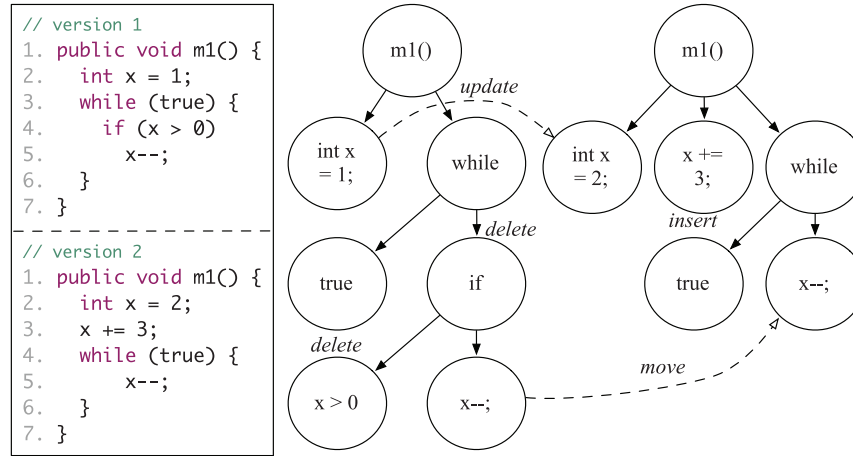 // version 1
1. public void m1() {
2. int x = 1;
3. while (true) {
4. if (x > 0)
5. x--;
6. }
7. }
// version 2
1. public void m1() {
2. int x = 2;
3. x += 3;
4. while (true) {
5. x--;
6. }
7. }
m1()
update
int x
= 1;
while
delete
true
if
delete
x > 0
x--;
move
m1()
int x
= 2;
x +=
3;
while
insert
true
x--;